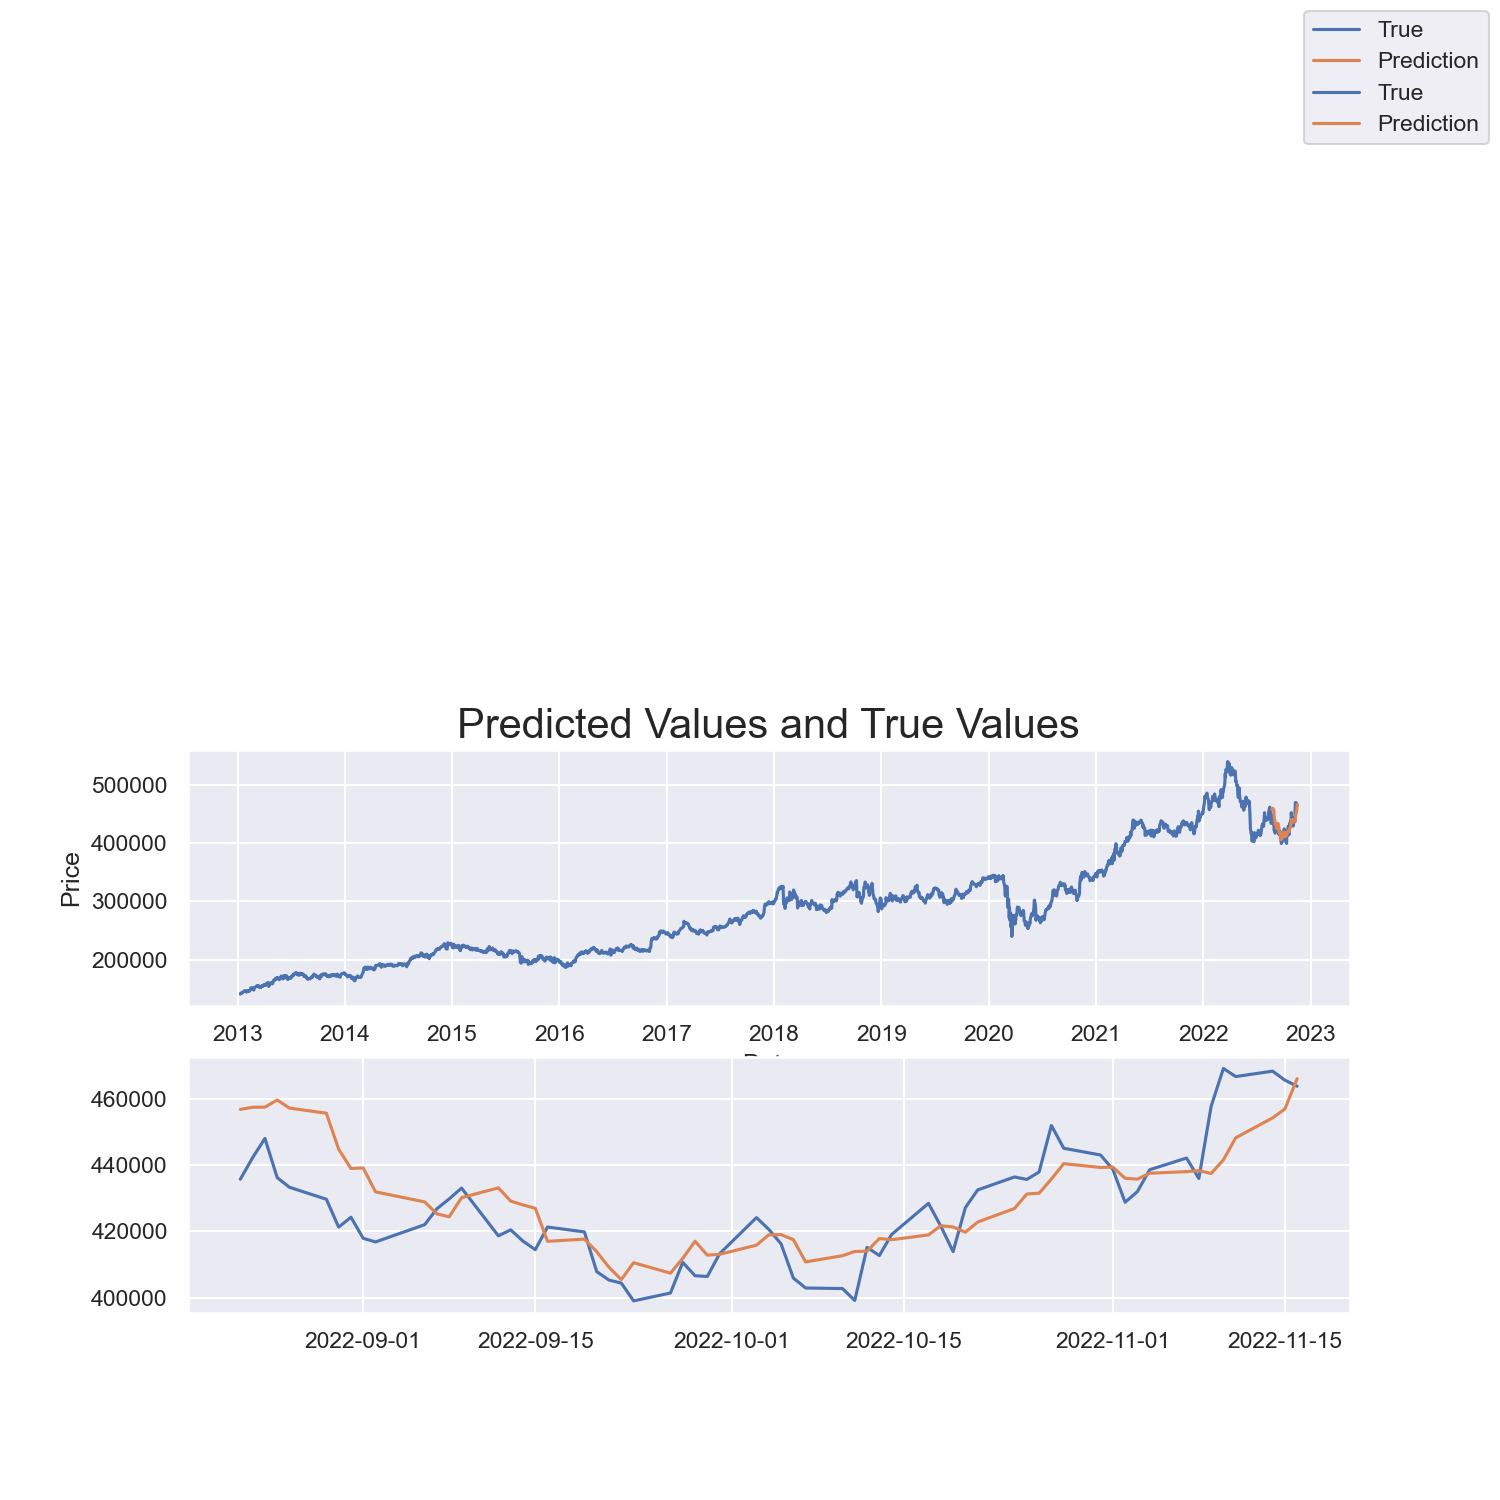 True
Prediction
True
Prediction
Predicted Values and True Values
Price
500000
400000
300000
200000
2013 2014 2015 2016 2017 2018 2019 2020 2021 2022 2023
460000
440000
420000
400000
2022-09-01 2022-09-15 2022-10-01 2022-10-15 2022-11-01 2022-11-15